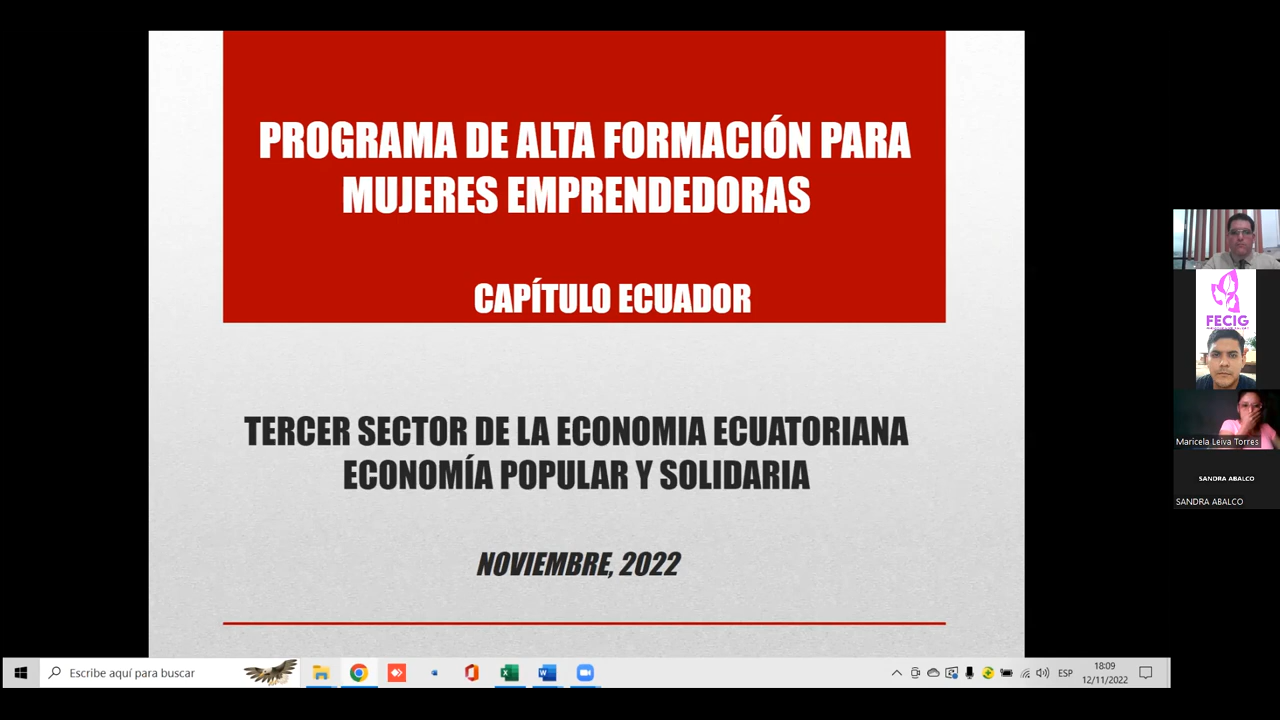 PROGRAMA DE ALTA FORMACIÓN PARA
MUJERES EMPRENDEDORAS
CAPÍTULO ECUADOR
TERCER SECTOR DE LA ECONOMIA ECUATORIANA
ECONOMÍA POPULAR Y SOLIDARIA
NOVIEMBRE, 2022
FECIG
Maricela Leiva Torres
SANDRA ABALCO
SANDRA ABALCO
Escribe aquí para buscar
ESP
18:09
12/11/2022